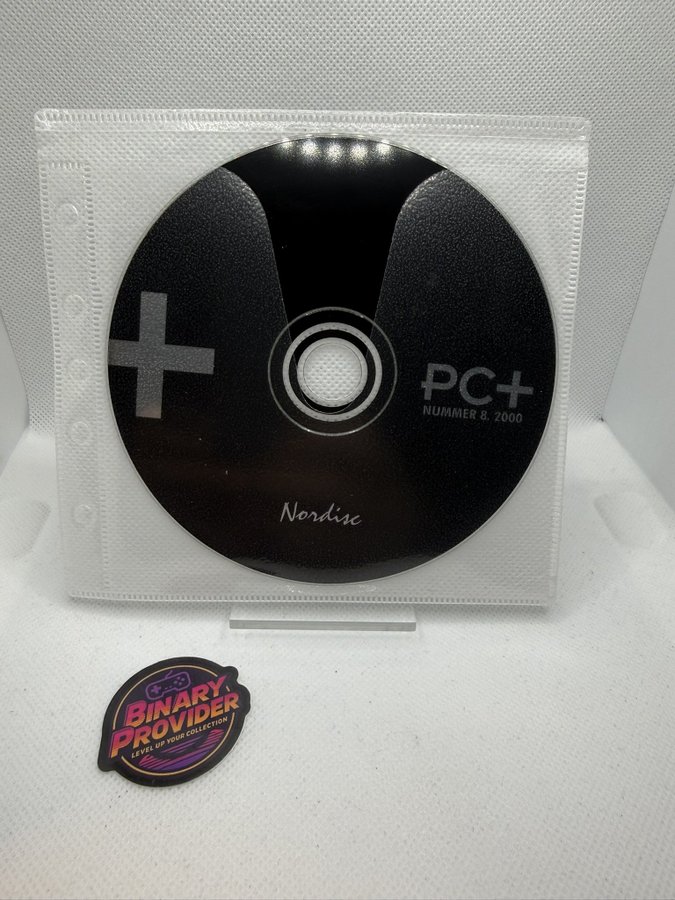 PC+
NUMMER 8. 2000
Nordisc
BINARY
PROVIDER
LEVEL UP YOUR COLLECTION